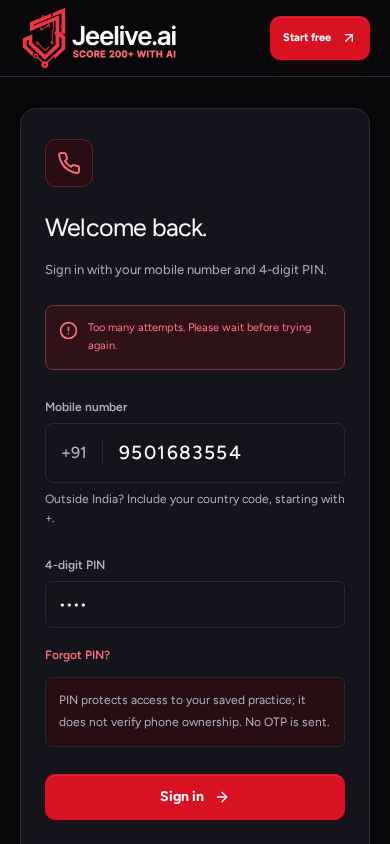 Jeelive.ai
SCORE 200+ WITH AI
Start free
Welcome back.
Sign in with your mobile number and 4-digit PIN.
Too many attempts. Please wait before trying
again.
Mobile number
+91 9501683554
Outside India? Include your country code, starting with
+.
4-digit PIN
••••
Forgot PIN?
PIN protects access to your saved practice; it
does not verify phone ownership. No OTP is sent.
Sign in